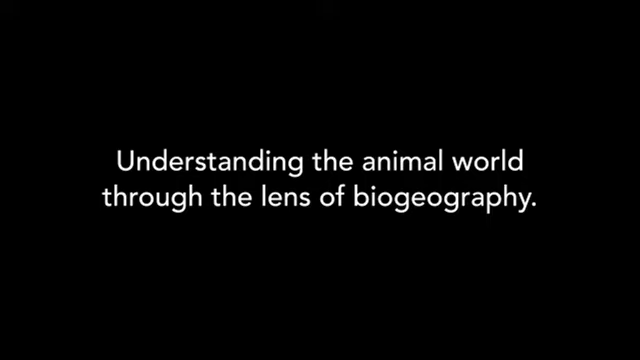 Understanding the animal world
through the lens of biogeography.